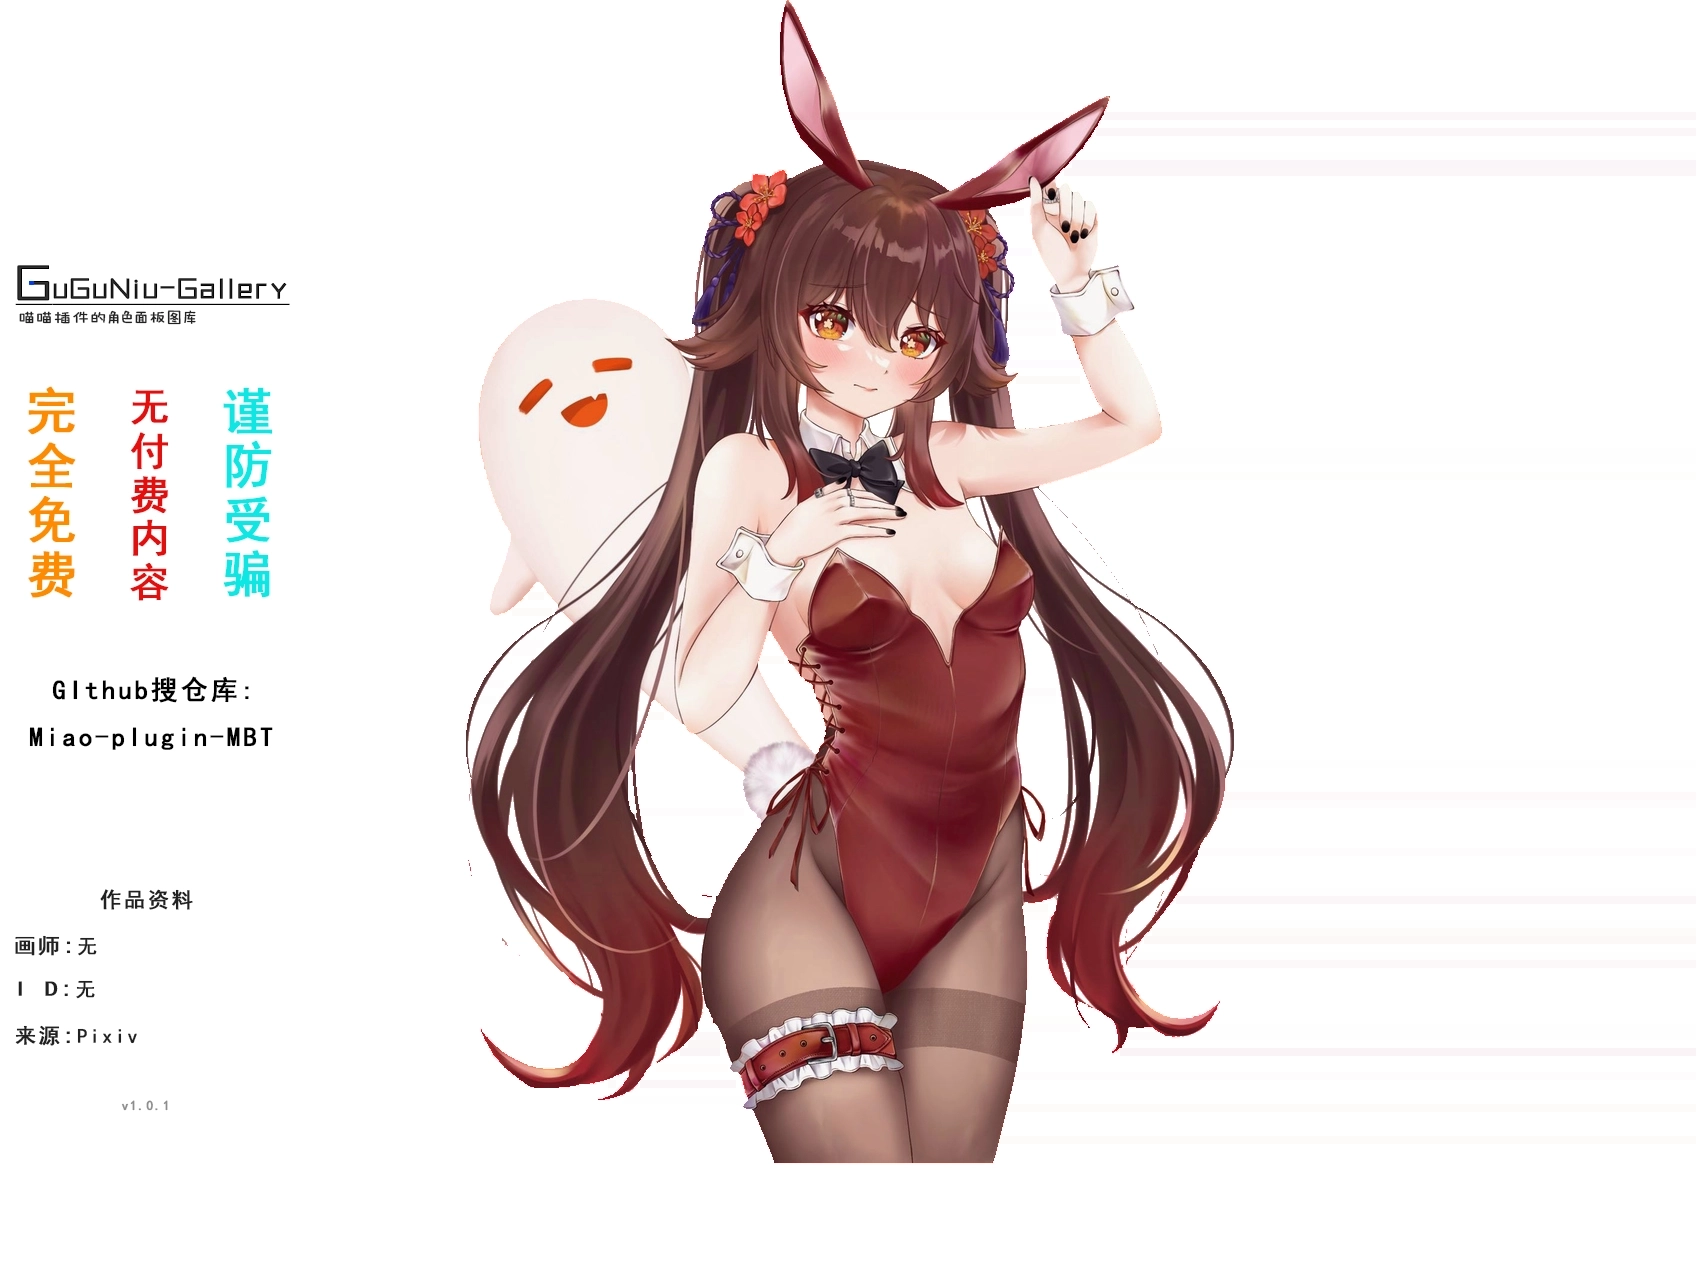 GuGuNiu-Gallery
喵喵插件的角色面板图库
完全免费
无付费内容
谨防受骗
GIthub搜仓库:
Miao-plugin-MBT
作品资料
画师:无
I D:无
来源:Pixiv
v1.0.1